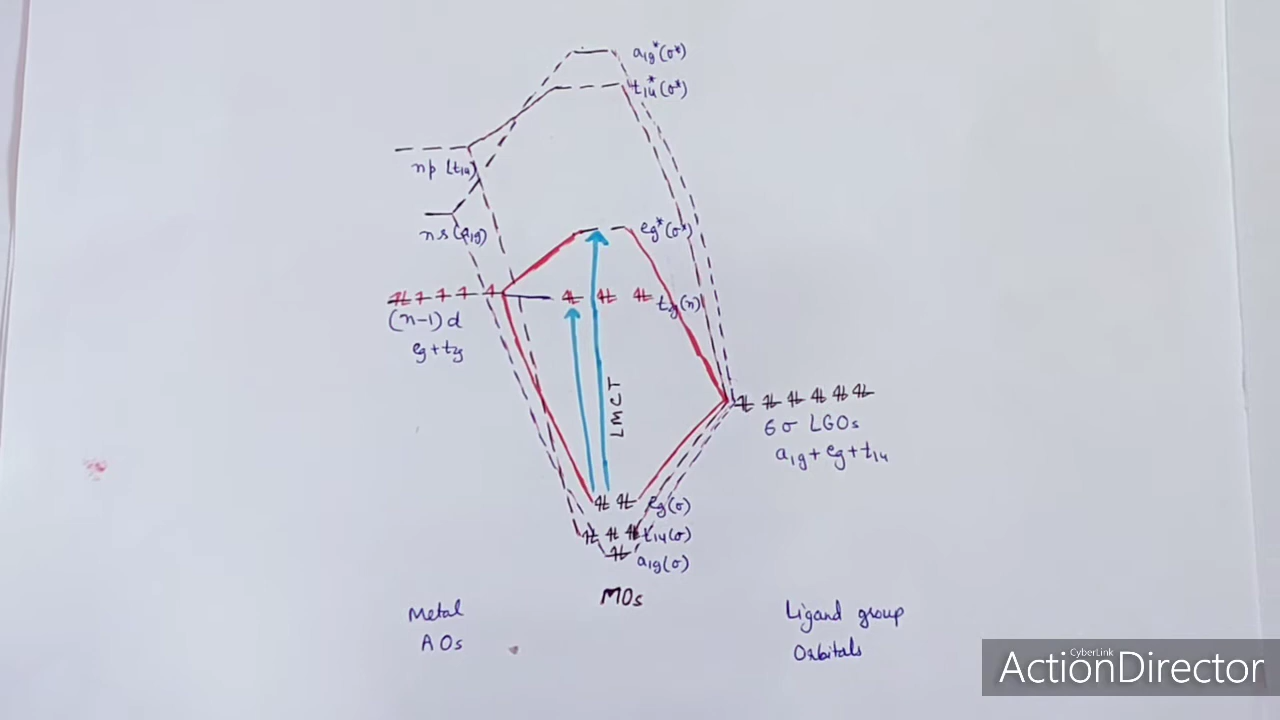 a1g*(σ*)
t1u*(σ*)
np (t1u)
ns (a1g)
eg*(σ*)
t2g(n)
(n-1) d
eg + t2g
LMCT
6 σ LGOs
a1g + eg + t1u
eg(σ)
t1u(σ)
a1g(σ)
MOs
Metal
AOs
Ligand group
Orbitals
CyberLink
ActionDirector